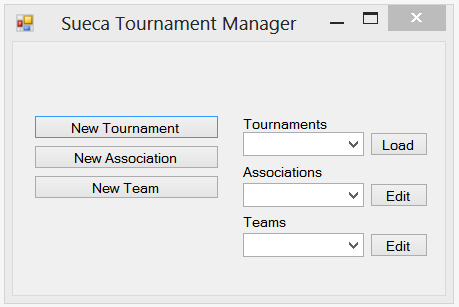 Sueca Tournament Manager
New Tournament
New Association
New Team
Tournaments
Load
Associations
Edit
Teams
Edit